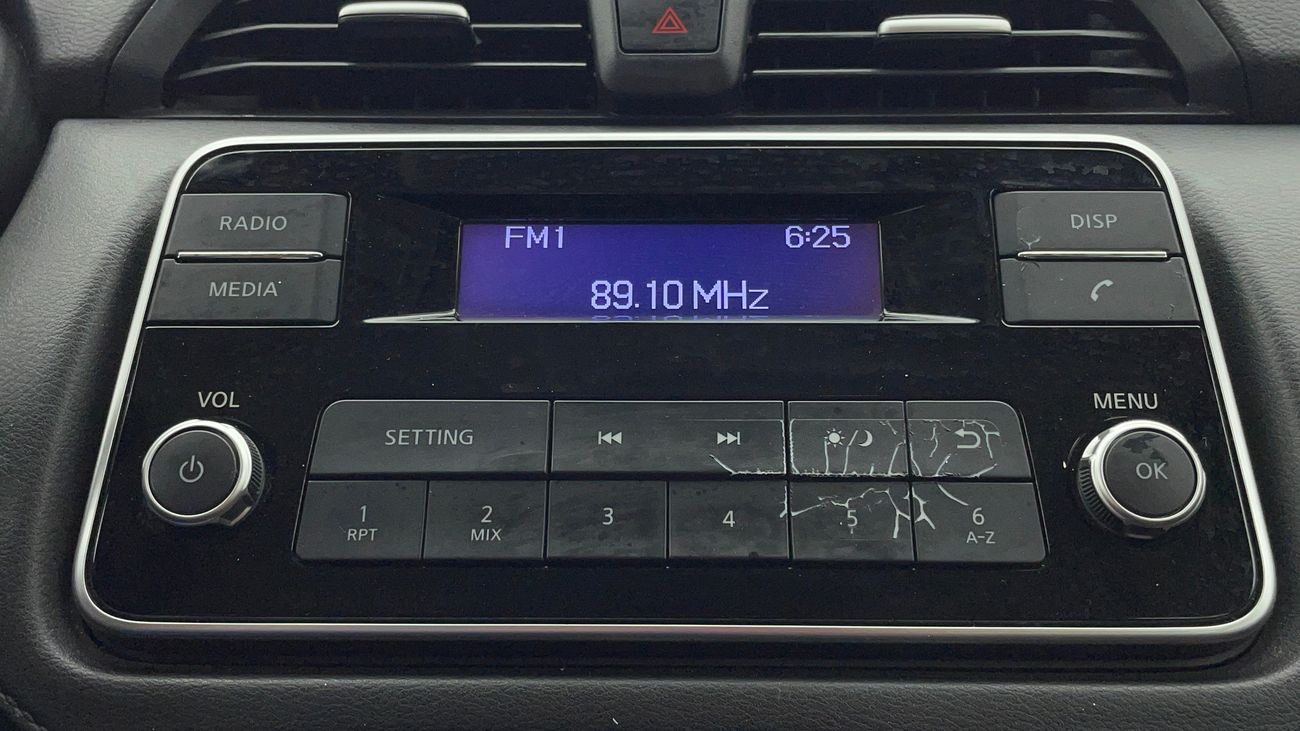 RADIO
FM1 6:25
DISP
MEDIA
89.10 MHz
VOL
MENU
SETTING
OK
1 2 3 4 5 6
RPT MIX A-Z